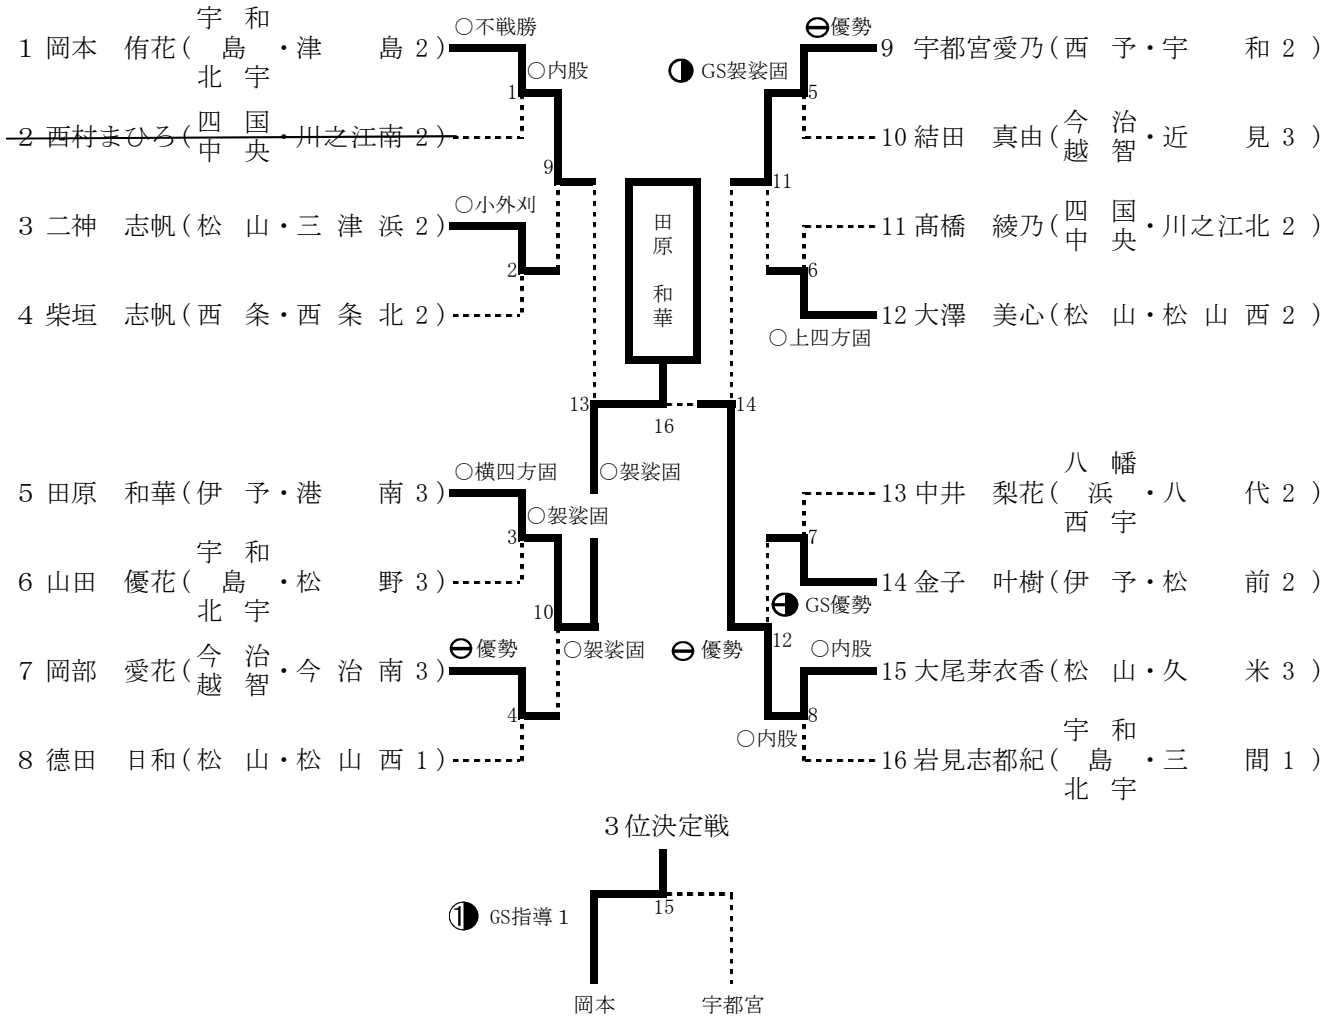 1 岡本　侑花(宇和島北宇・津　島 2)
○不戦勝
○内股
1
2 西村まひろ(四国中央・川之江南 2)
9
3 二神　志帆(松　山・三 津 浜 2)
○小外刈
2
4 柴垣　志帆(西　条・西 条 北 2)
5 田原　和華(伊　予・港　南 3)
○横四方固
○袈裟固
○袈裟固
3
6 山田　優花(宇和島北宇・松　野 3)
10
○袈裟固
7 岡部　愛花(今治越智・今 治 南 3)
優勢
4
8 德田　日和(松　山・松 山 西 1)
田原　和華
13
16
14
優勢
9 宇都宮愛乃(西　予・宇　和 2)
GS袈裟固
5
10 結田　真由(今治越智・近　見 3)
11
11 髙橋　綾乃(四国中央・川之江北 2)
6
12 大澤　美心(松　山・松 山 西 2)
○上四方固
13 中井　梨花(八幡浜西宇・八　代 2)
7
14 金子　叶樹(伊　予・松　前 2)
GS優勢
優勢
12
○内股
15 大尾芽衣香(松　山・久　米 3)
8
○内股
16 岩見志都紀(宇和島北宇・三　間 1)
３位決定戦
15
① GS指導１
岡本
宇都宮